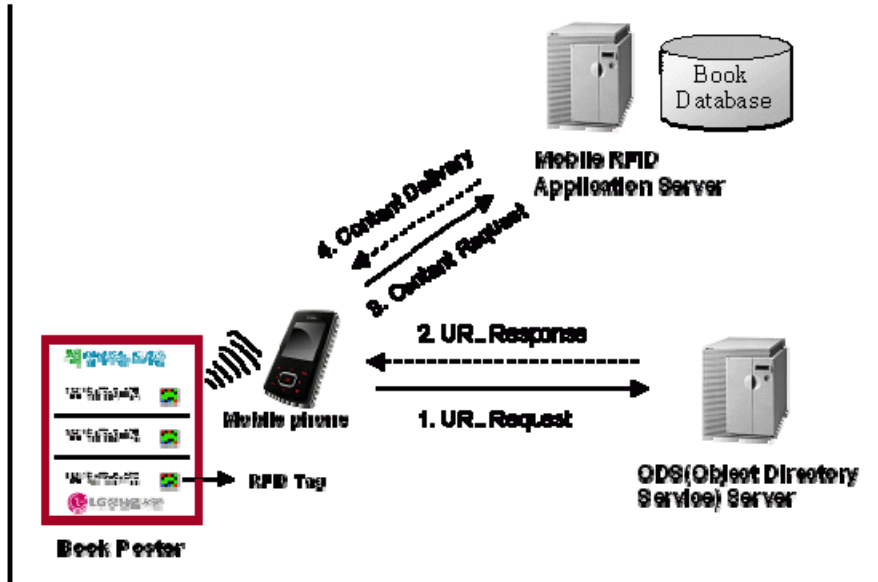 Book
Database
Mobile RFID
Application Server
4. Content Delivery
3. Content Request
2. UR_Response
1. UR_Request
Mobile phone
RFID Tag
ODS(Object Directory
Service) Server
LG
Book Poster